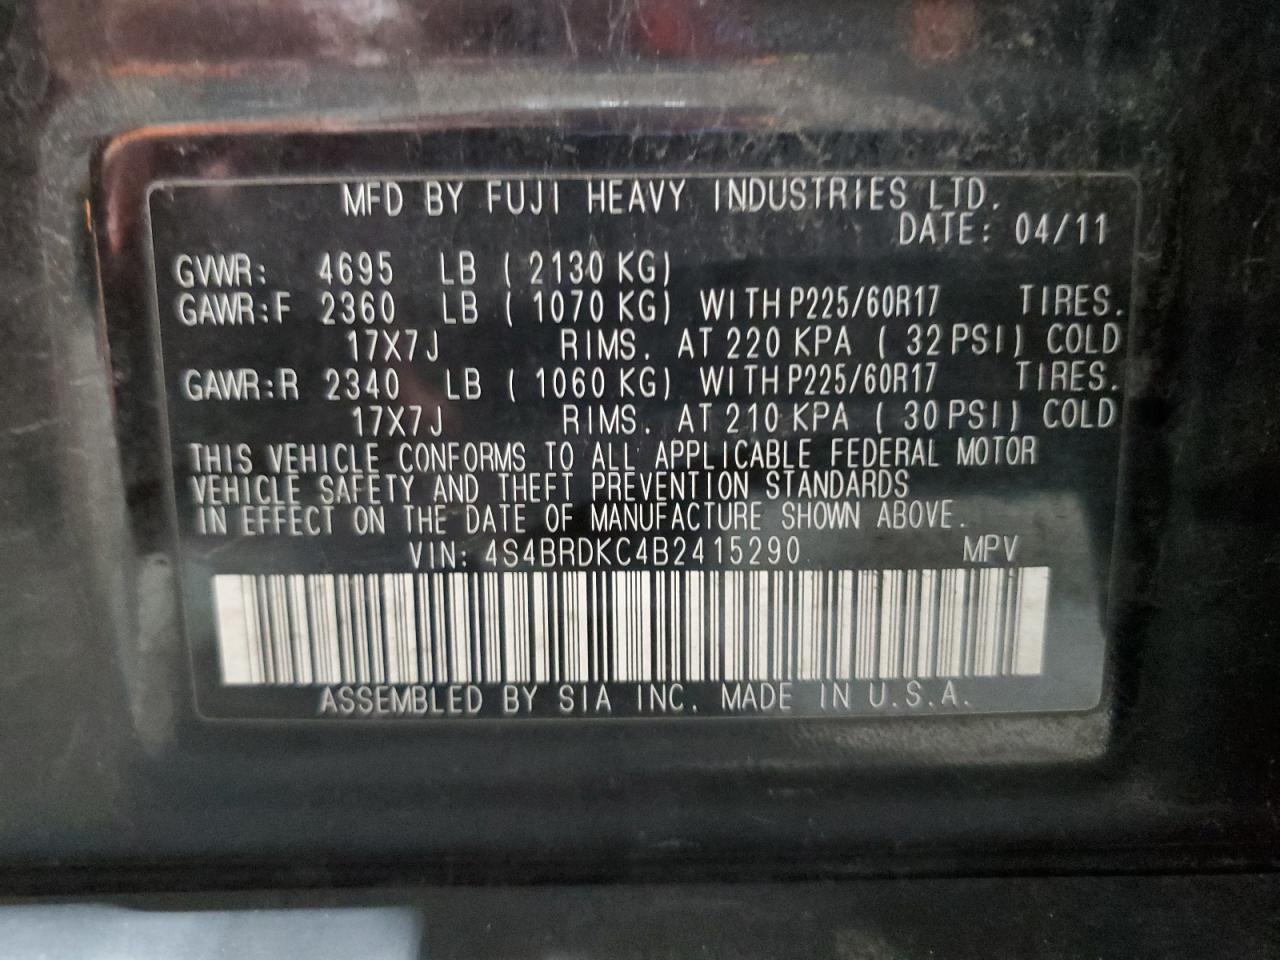 MFD BY FUJI HEAVY INDUSTRIES LTD.
DATE: 04/11
GVWR: 4695 LB ( 2130 KG)
GAWR:F 2360 LB ( 1070 KG) WITH P225/60R17 TIRES.
17X7J RIMS. AT 220 KPA ( 32 PSI) COLD
GAWR:R 2340 LB ( 1060 KG) WITH P225/60R17 TIRES.
17X7J RIMS. AT 210 KPA ( 30 PSI) COLD
THIS VEHICLE CONFORMS TO ALL APPLICABLE FEDERAL MOTOR
VEHICLE SAFETY AND THEFT PREVENTION STANDARDS
IN EFFECT ON THE DATE OF MANUFACTURE SHOWN ABOVE.
VIN: 4S4BRDKC4B2415290 MPV
ASSEMBLED BY SIA INC. MADE IN U.S.A.